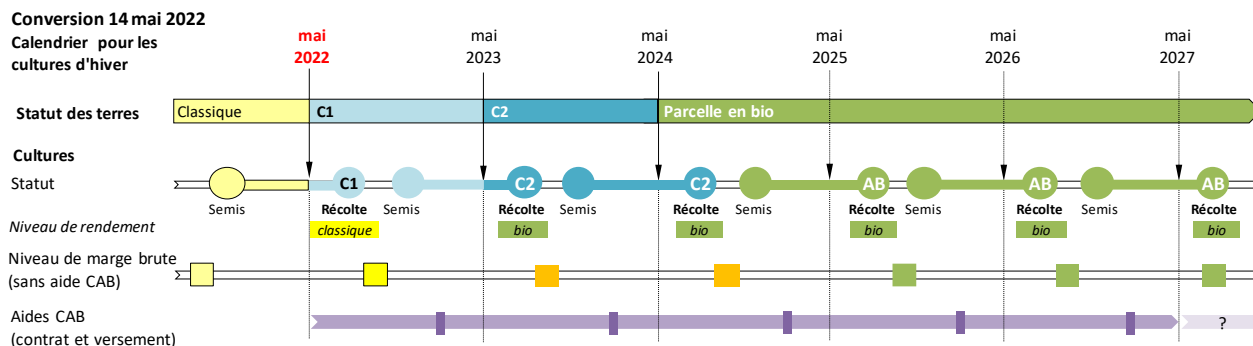 Conversion 14 mai 2022
Calendrier pour les
cultures d'hiver
mai
2022
mai
2023
mai
2024
mai
2025
mai
2026
mai
2027
Statut des terres
Classique
C1
C2
Parcelle en bio
Cultures
Statut
C1
C2
C2
AB
AB
AB
Semis
Récolte
Semis
Récolte
Semis
Récolte
Semis
Récolte
Semis
Récolte
Semis
Récolte
Niveau de rendement
classique
bio
bio
bio
bio
bio
Niveau de marge brute
(sans aide CAB)
Aides CAB
(contrat et versement)
?